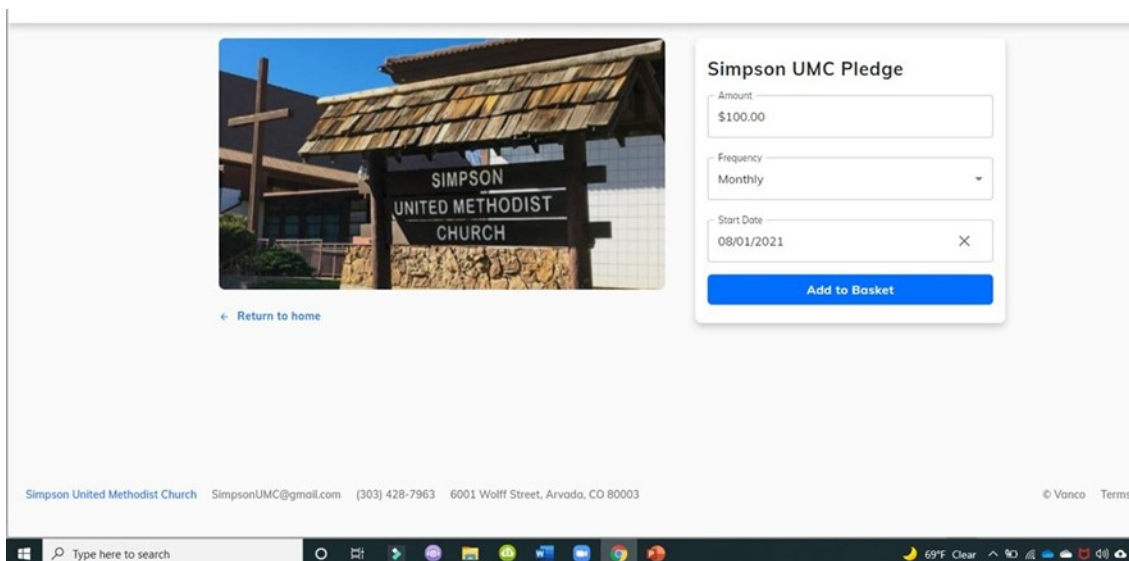 SIMPSON
UNITED METHODIST
CHURCH
← Return to home
Simpson UMC Pledge
Amount
$100.00
Frequency
Monthly
Start Date
08/01/2021
Add to Basket
Simpson United Methodist Church SimpsonUMC@gmail.com (303) 428-7963 6001 Wolff Street, Arvada, CO 80003 © Vanco Terms
Type here to search 69°F Clear